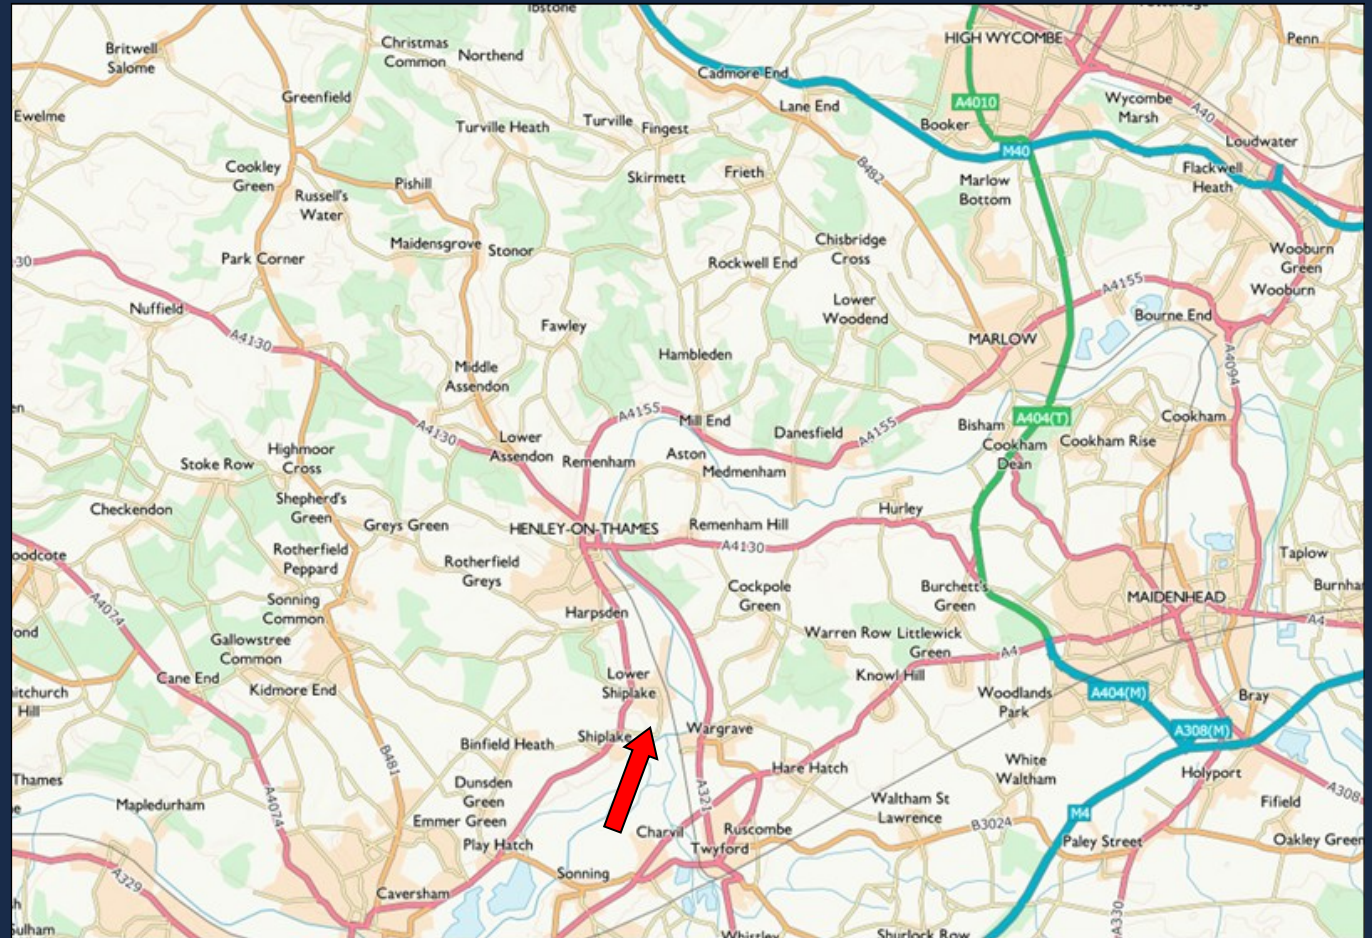 Ibstone
HIGH WYCOMBE
Penn
Britwell
Salome
Christmas
Common
Northend
Cadmore End
Greenfield
A4010
Lane End
Wycombe
Marsh
A40
Ewelme
Turville Heath
Turville
Fingest
Booker
Loudwater
M40
Cookley
Green
Pishill
Skirmett
Frieth
B482
Marlow
Bottom
Flackwell
Heath
Russell's
Water
Maidensgrove
Stonor
Chisbridge
Cross
Park Corner
Rockwell End
Wooburn
Green
30
Nuffield
Lower
Woodend
A4155
Wooburn
Bourne End
A4130
Fawley
MARLOW
Hambleden
Middle
Assendon
A4094
en
A4155
Mill End
A404(T)
Cookham
A4130
Danesfield
A4155
Bisham
Cookham
Dean
Cookham Rise
Lower
Assendon
Highmoor
Cross
Stoke Row
Remenham
Aston
Medmenham
Checkendon
Shepherd's
Green
Greys Green
HENLEY-ON-THAMES
Remenham Hill
Hurley
A4130
oodcote
Rotherfield
Peppard
Rotherfield
Greys
Taplow
Cockpole
Green
Burchett's
Green
MAIDENHEAD
Burnha
A4074
Sonning
Common
Harpsden
A4
ond
Gallowstree
Common
Warren Row
Littlewick
Green
A4
Cane End
Kidmore End
Lower
Shiplake
Knowl Hill
Woodlands
Park
A404(M)
Bray
itchurch
Hill
Binfield Heath
Shiplake
Wargrave
A308(M)
B481
Hare Hatch
White
Waltham
Holyport
Thames
Dunsden
Green
A321
A308
e
Mapledurham
A4074
Emmer Green
Waltham St
Lawrence
M4
Fifield
Play Hatch
Charvil
Ruscombe
B3024
Paley Street
Oakley Green
Twyford
A329
Sonning
Caversham
A330
h
Sulham
Whistley
Shurlock Row